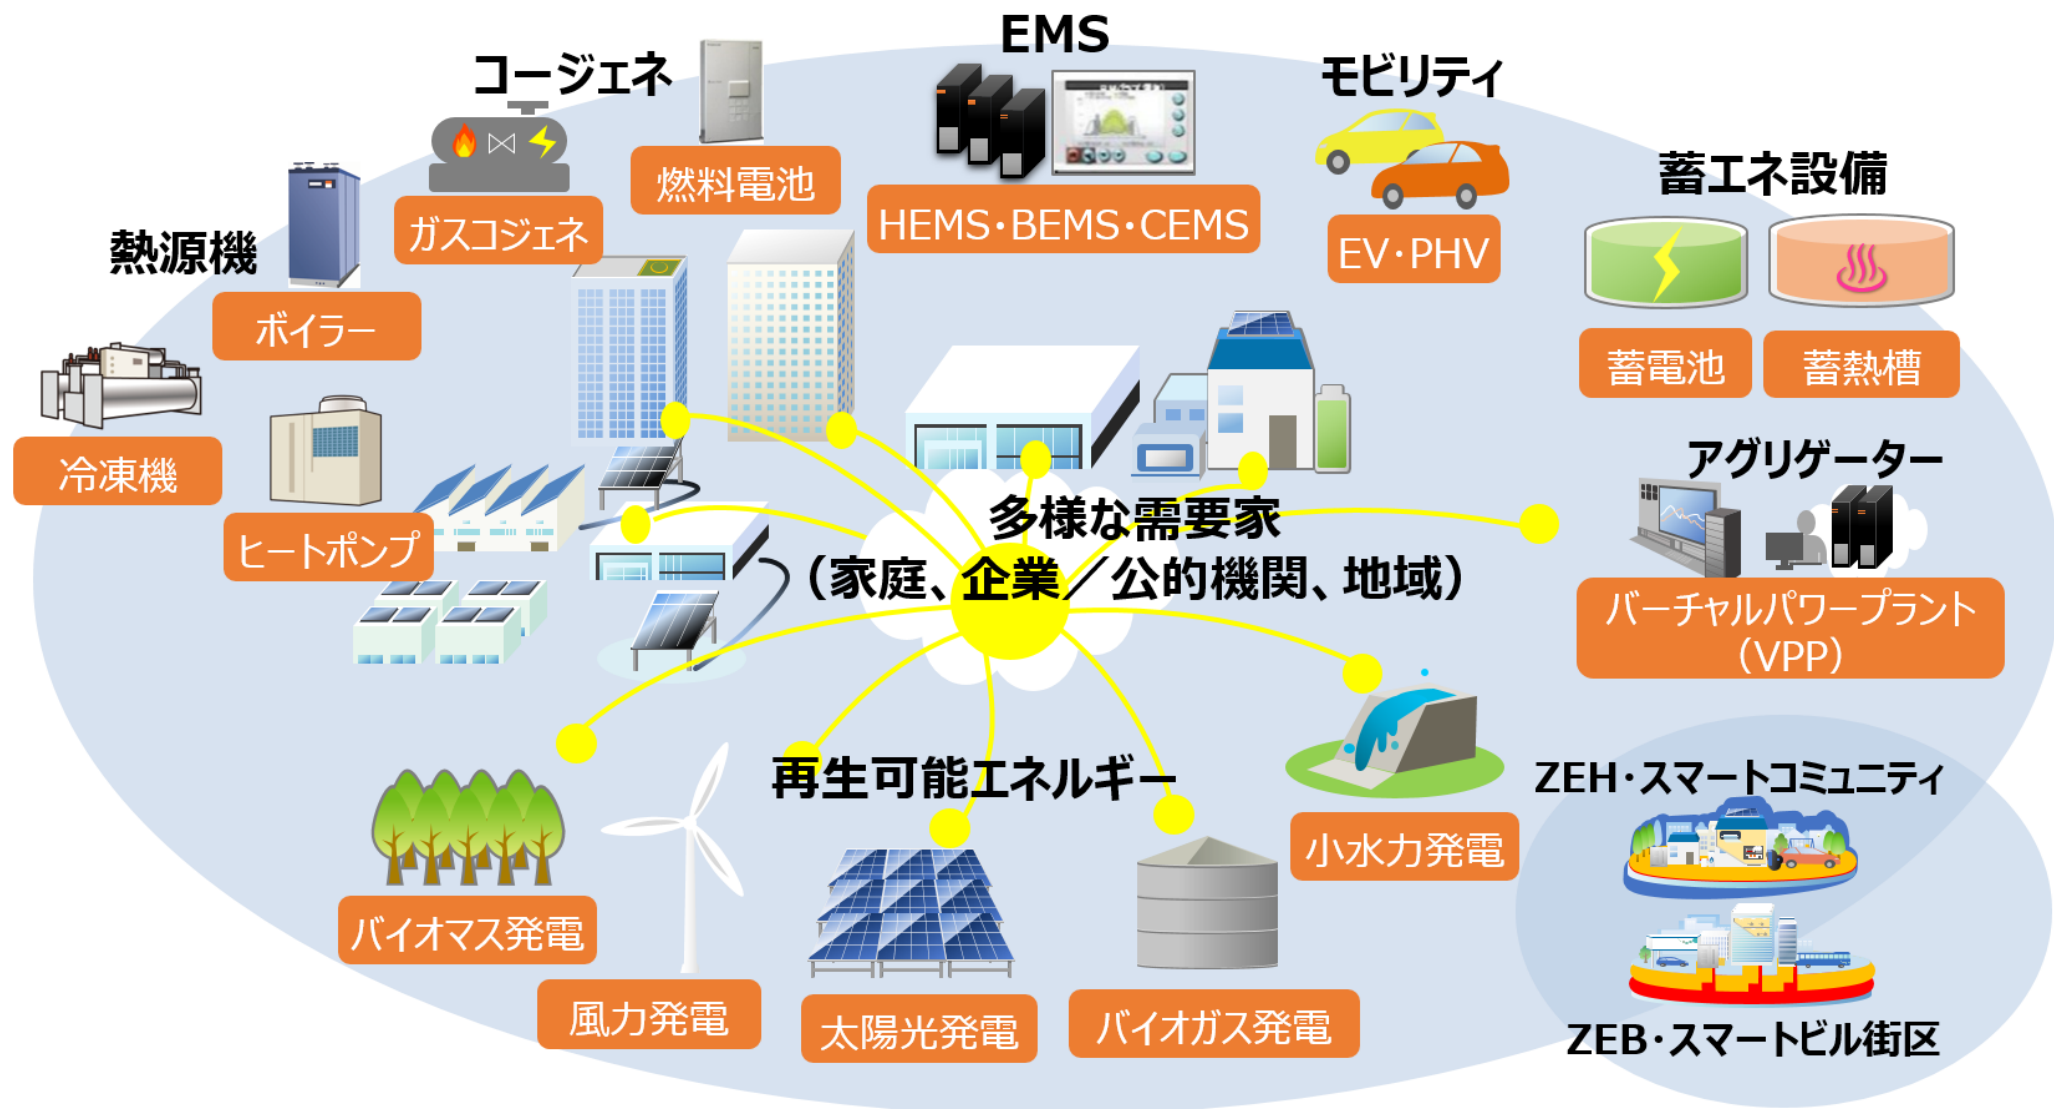 EMS
コージェネ
モビリティ
蓄エネ設備
燃料電池
ガスコジェネ
HEMS・BEMS・CEMS
EV・PHV
熱源機
ボイラー
蓄電池
蓄熱槽
冷凍機
アグリゲーター
ヒートポンプ
多様な需要家
（家庭、企業／公的機関、地域）
バーチャルパワープラント
（VPP）
再生可能エネルギー
ZEH・スマートコミュニティ
小水力発電
バイオマス発電
風力発電
太陽光発電
バイオガス発電
ZEB・スマートビル街区